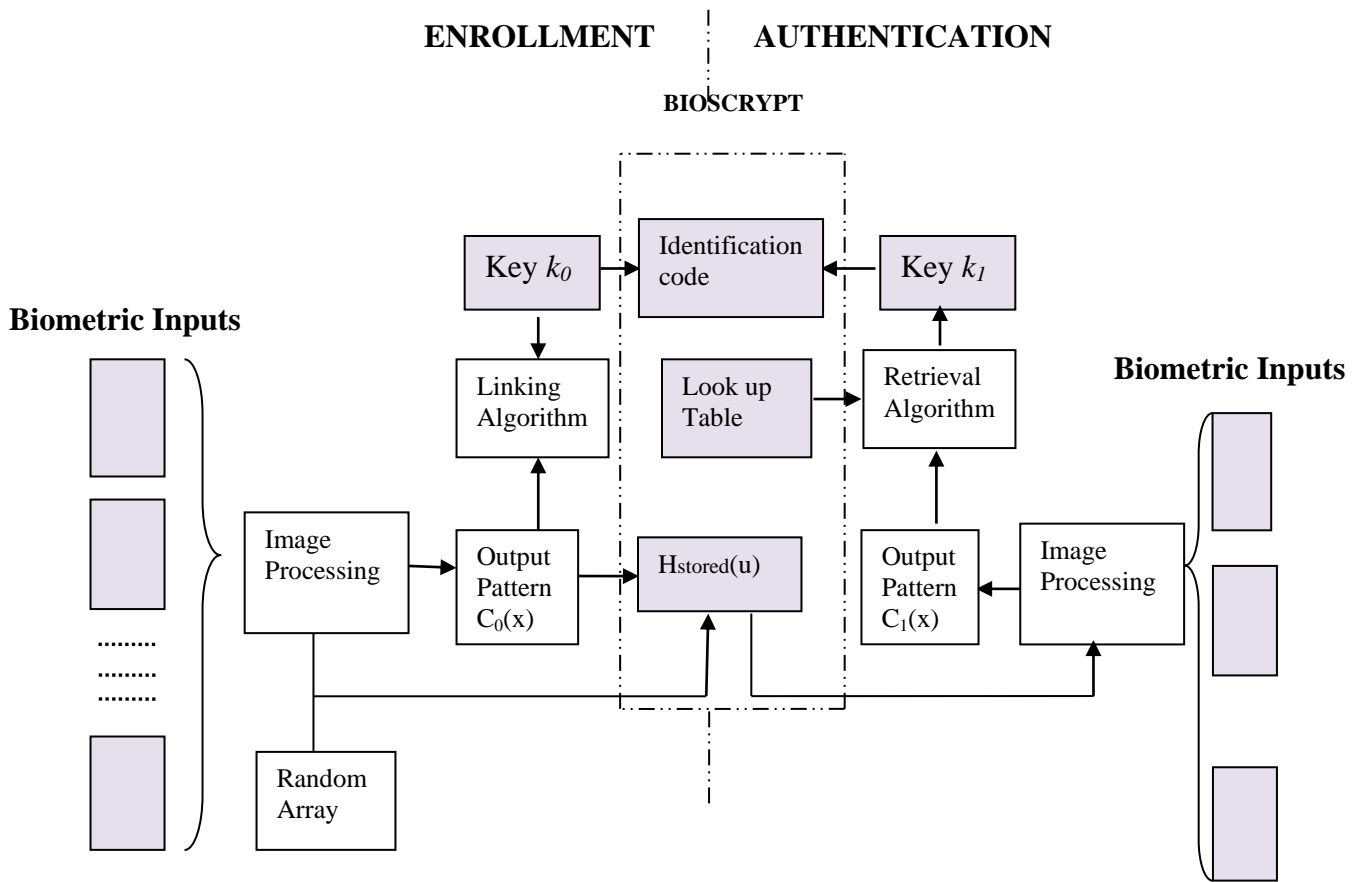 ENROLLMENT
AUTHENTICATION
BIOSCRYPT
Biometric Inputs
Key k0
Identification
code
Key k1
Biometric Inputs
Linking
Algorithm
Look up
Table
Retrieval
Algorithm
Image
Processing
Output
Pattern
C0(x)
Hstored(u)
Output
Pattern
C1(x)
Image
Processing
Random
Array